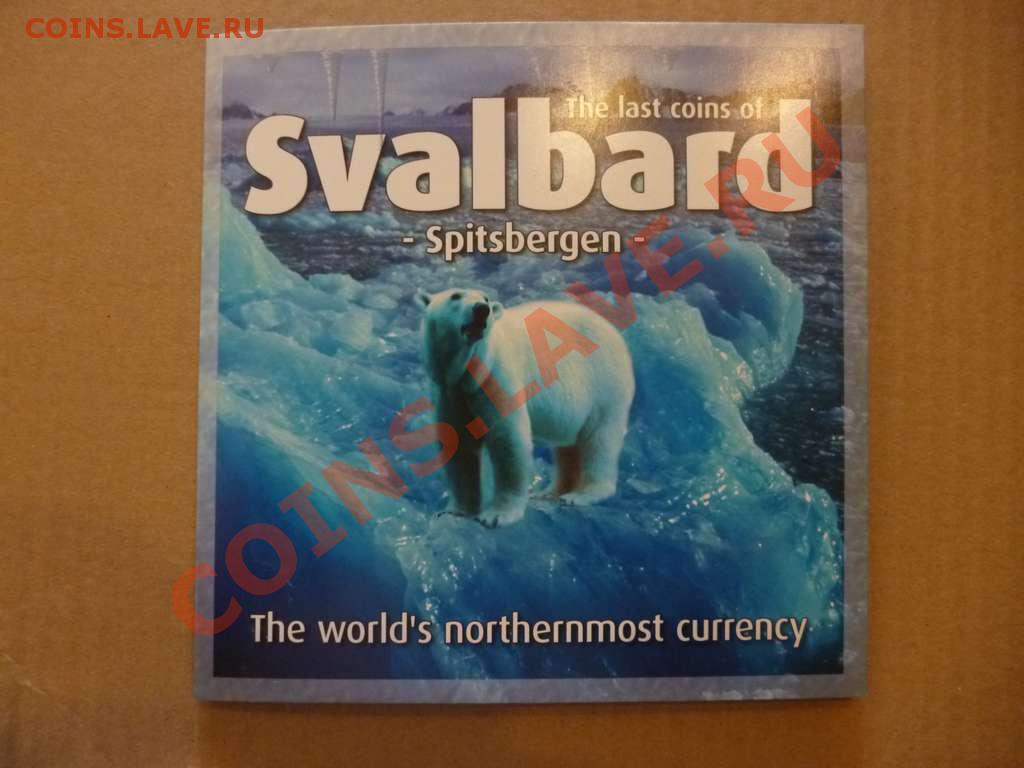 COINS.LAVE.RU
The last coins of
Svalbard
- Spitsbergen -
COINS.LAVE.RU
The world's northernmost currency